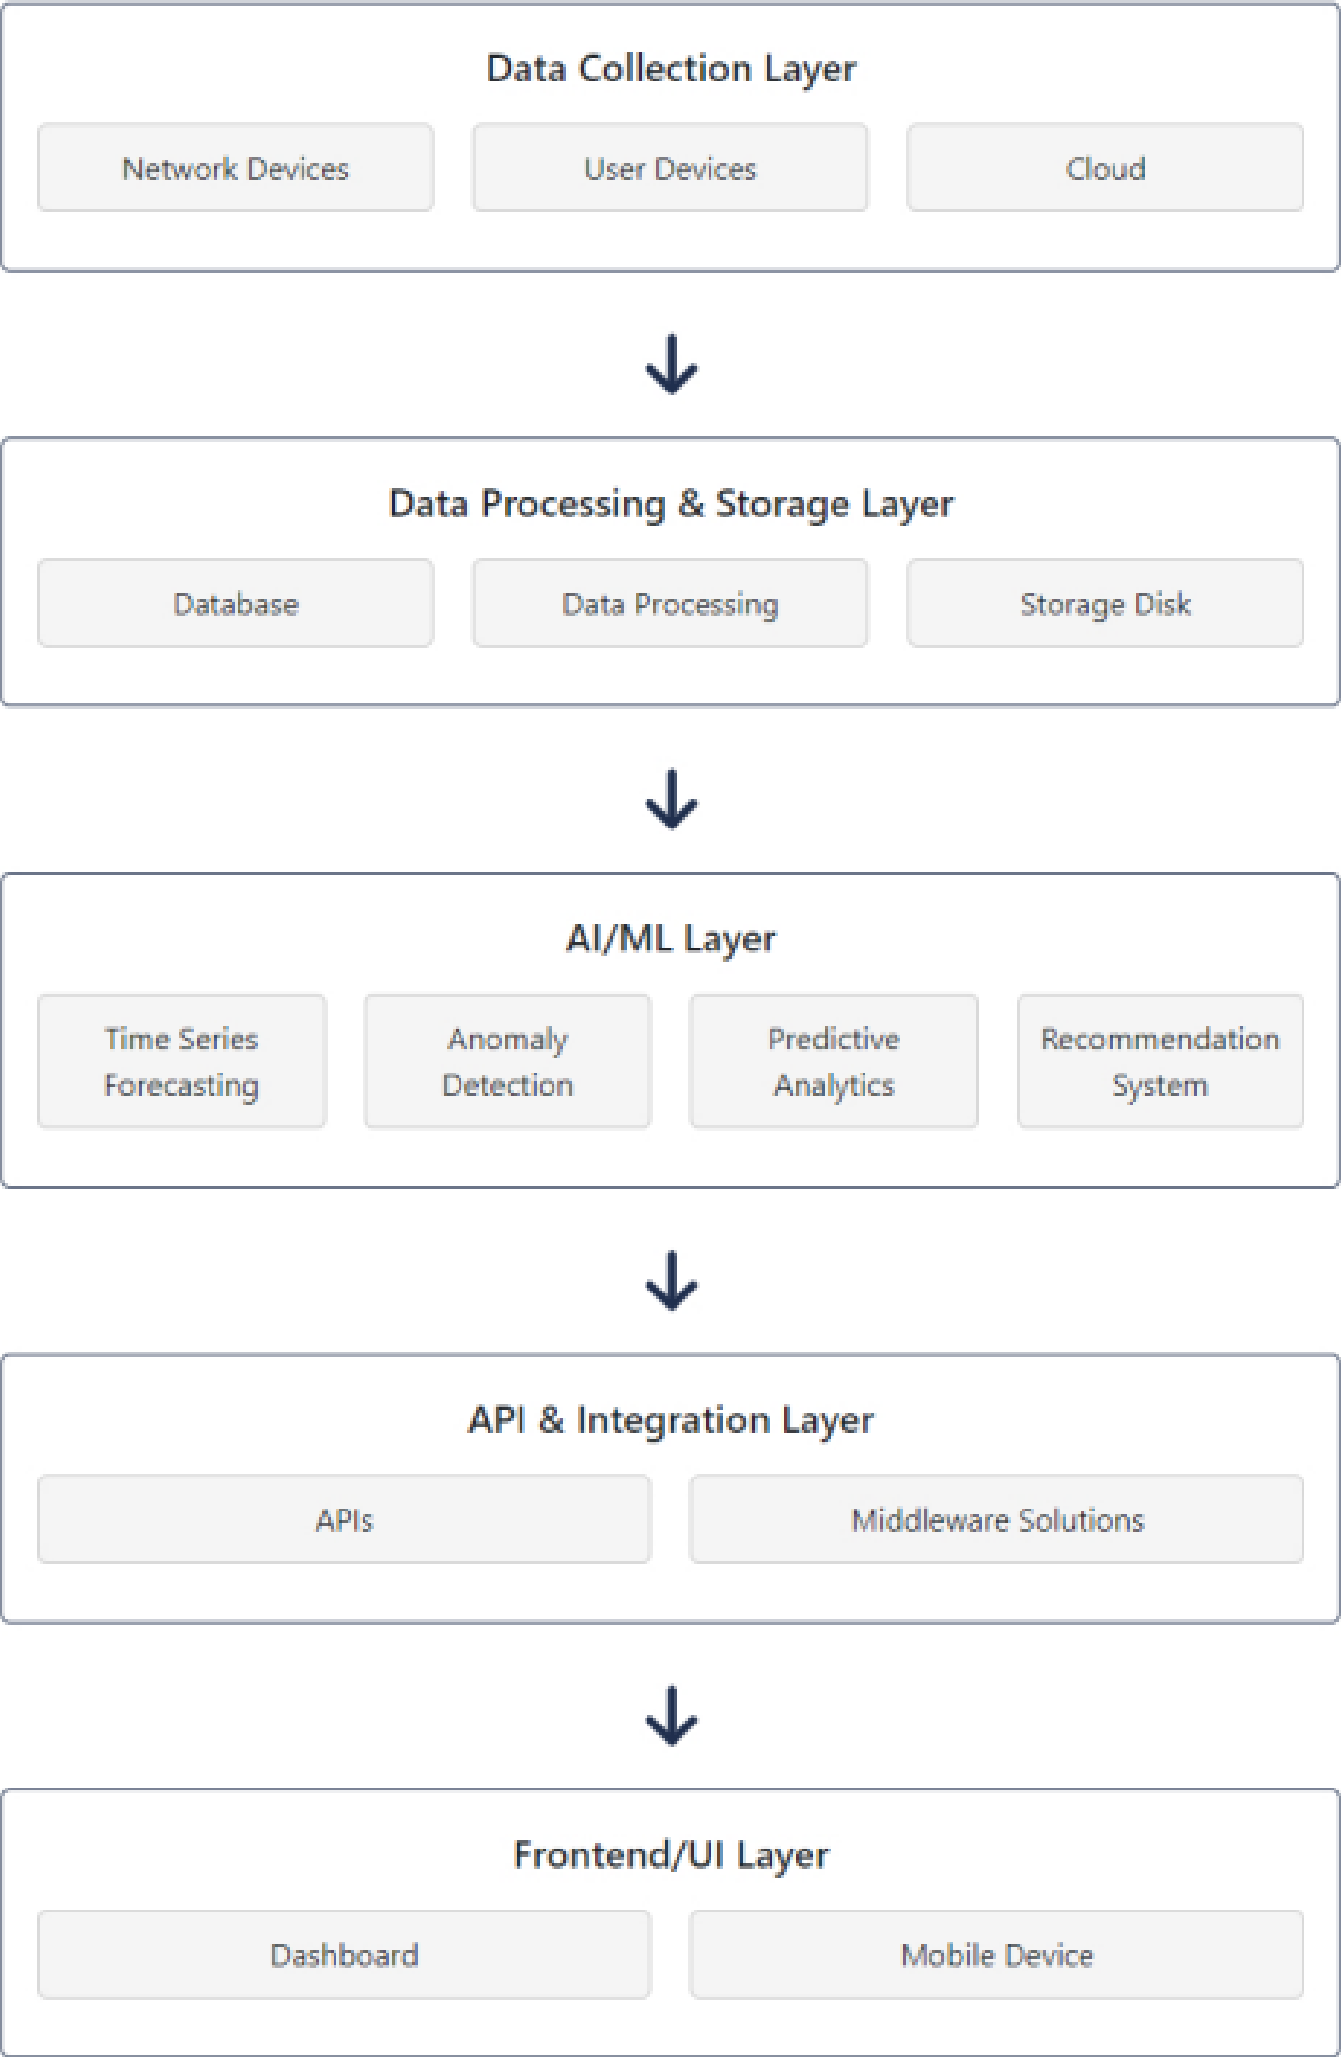 Data Collection Layer
Network Devices
User Devices
Cloud
Data Processing & Storage Layer
Database
Data Processing
Storage Disk
AI/ML Layer
Time Series
Forecasting
Anomaly
Detection
Predictive
Analytics
Recommendation
System
API & Integration Layer
APIs
Middleware Solutions
Frontend/UI Layer
Dashboard
Mobile Device